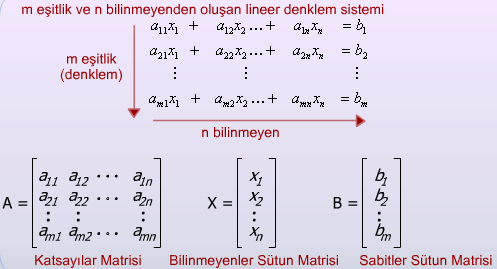 m eşitlik ve n bilinmeyenden oluşan lineer denklem sistemi
a₁₁x₁ + a₁₂x₂ ... + a₁ₙxₙ = b₁
m eşitlik (denklem)
a₂₁x₁ + a₂₂x₂ ... + a₂ₙxₙ = b₂
⋮ ⋮ ⋮ ⋮
aₘ₁x₁ + aₘ₂x₂ ... + aₘₙxₙ = bₘ
n bilinmeyen
A = [ a₁₁ a₁₂ ··· a₁ₙ
a₂₁ a₂₂ ··· a₂ₙ
⋮ ⋮ ⋮
aₘ₁ aₘ₂ ··· aₘₙ ]
Katsayılar Matrisi
X = [ x₁
x₂
⋮
xₙ ]
Bilinmeyenler Sütun Matrisi
B = [ b₁
b₂
⋮
bₘ ]
Sabitler Sütun Matrisi